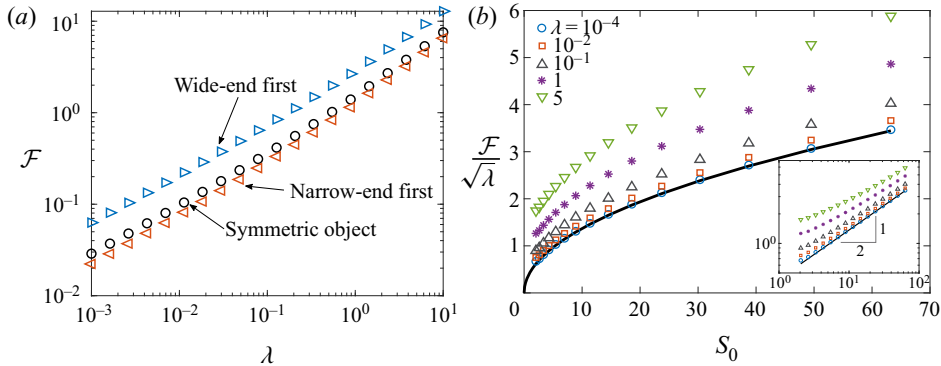 (a)
10^1
10^0
10^{-1}
10^{-2}
F
Wide-end first
Narrow-end first
Symmetric object
10^{-3} 10^{-2} 10^{-1} 10^0 10^1
λ
(b)
6
5
4
3
2
1
F
√λ
λ = 10^{-4}
10^{-2}
10^{-1}
1
5
10^0
2
1
10^0 10^1 10^2
0 10 20 30 40 50 60 70
S_0